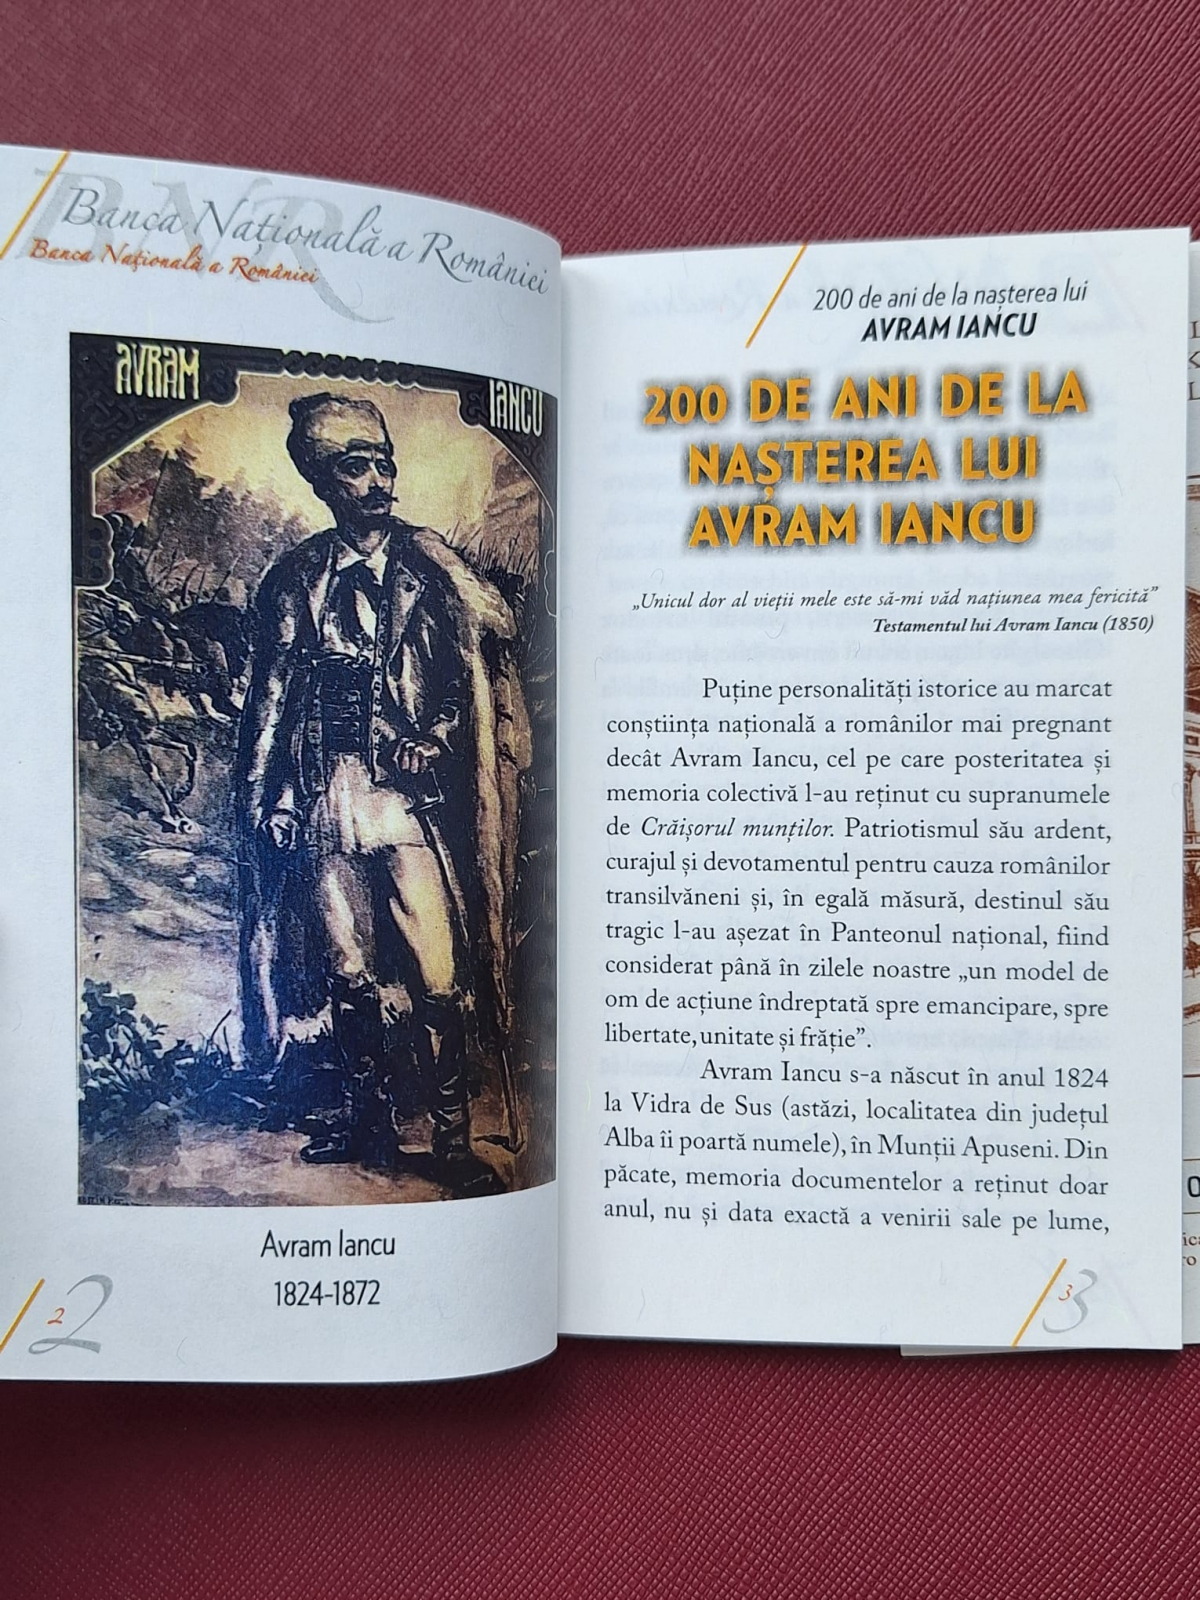 BNR
Banca Națională a României
Banca Națională a României
AVRAM
IANCU
Avram Iancu
1824-1872
2
2
200 de ani de la nașterea lui
AVRAM IANCU
200 DE ANI DE LA
NAȘTEREA LUI
AVRAM IANCU
„Unicul dor al vieții mele este să-mi văd națiunea mea fericită”
Testamentul lui Avram Iancu (1850)
Puține personalități istorice au marcat
conștiința națională a românilor mai pregnant
decât Avram Iancu, cel pe care posteritatea și
memoria colectivă l-au reținut cu supranumele
de Crăișorul munților. Patriotismul său ardent,
curajul și devotamentul pentru cauza românilor
transilvăneni și, în egală măsură, destinul său
tragic l-au așezat în Panteonul național, fiind
considerat până în zilele noastre „un model de
om de acțiune îndreptată spre emancipare, spre
libertate, unitate și frăție”.
Avram Iancu s-a născut în anul 1824
la Vidra de Sus (astăzi, localitatea din județul
Alba îi poartă numele), în Munții Apuseni. Din
păcate, memoria documentelor a reținut doar
anul, nu și data exactă a venirii sale pe lume,
3
3